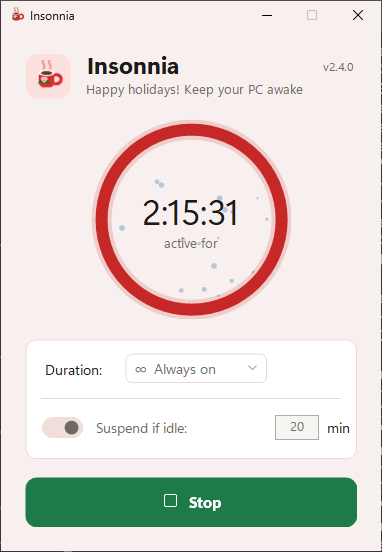 Insonnia
Insonnia
v2.4.0
Happy holidays! Keep your PC awake
2:15:31
active for
Duration:
∞ Always on
Suspend if idle:
20
min
Stop